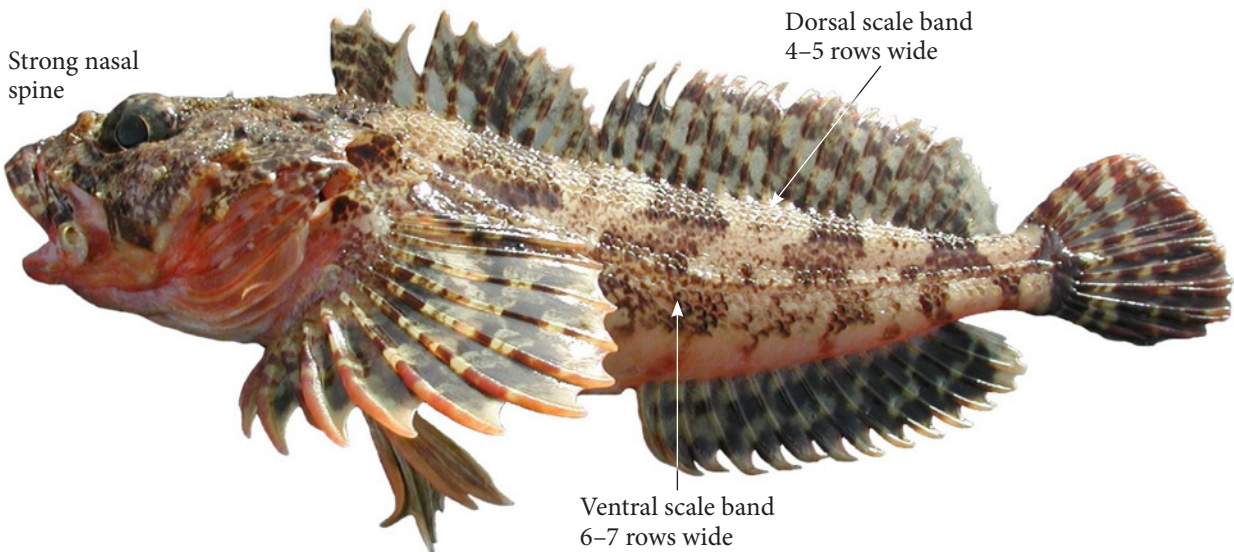 Strong nasal
spine
Dorsal scale band
4–5 rows wide
Ventral scale band
6–7 rows wide